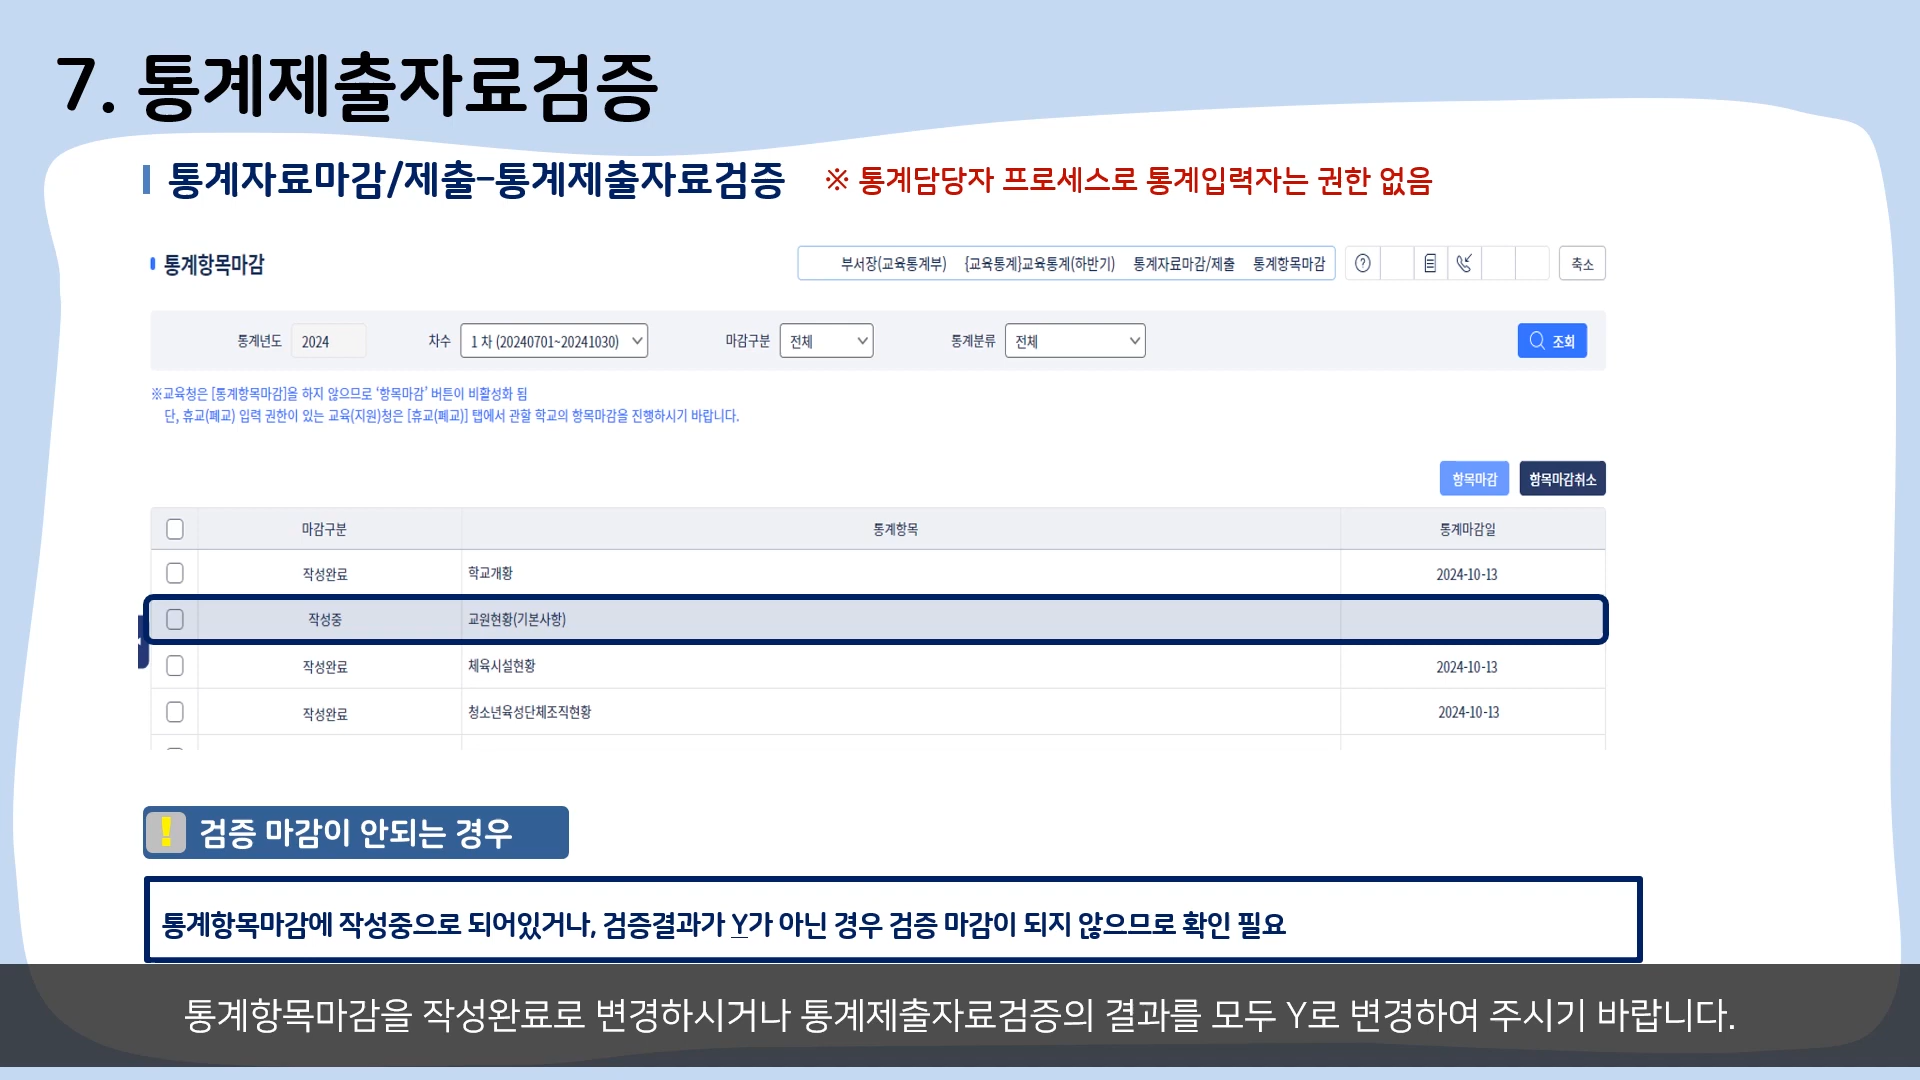 7. 통계제출자료검증
통계자료마감/제출-통계제출자료검증 ※ 통계담당자 프로세스로 통계입력자는 권한 없음
통계항목마감 부서장(교육통계부) {교육통계}교육통계(하반기) 통계자료마감/제출 통계항목마감 축소
통계년도 2024 차수 1 차 (20240701~20241030) 마감구분 전체 통계분류 전체 조회
※교육청은 [통계항목마감]을 하지 않으므로 '항목마감' 버튼이 비활성화 됨
단, 휴교(폐교) 입력 권한이 있는 교육(지원)청은 [휴교(폐교)] 탭에서 관할 학교의 항목마감을 진행하시기 바랍니다.
항목마감 항목마감취소
마감구분 통계항목 통계마감일
작성완료 학교개황 2024-10-13
작성중 교원현황(기본사항)
작성완료 체육시설현황 2024-10-13
작성완료 청소년육성단체조직현황 2024-10-13
! 검증 마감이 안되는 경우
통계항목마감에 작성중으로 되어있거나, 검증결과가 Y가 아닌 경우 검증 마감이 되지 않으므로 확인 필요
통계항목마감을 작성완료로 변경하시거나 통계제출자료검증의 결과를 모두 Y로 변경하여 주시기 바랍니다.